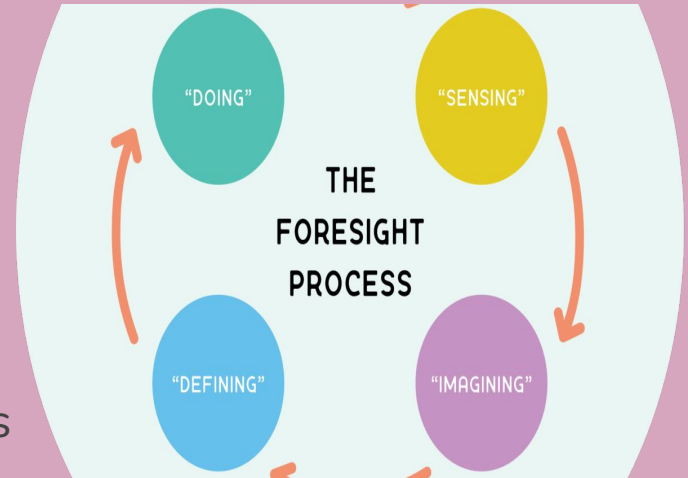 "DOING"
"SENSING"
THE
FORESIGHT
PROCESS
"DEFINING"
"IMAGINING"
s